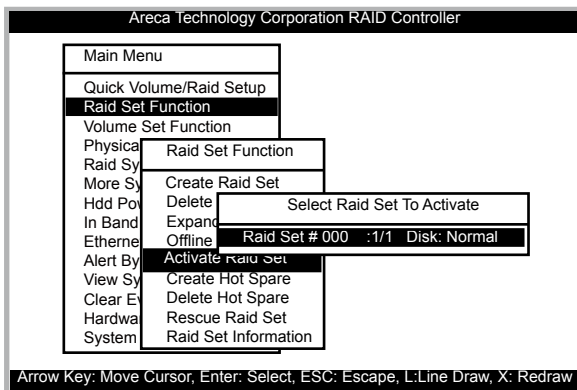 Areca Technology Corporation RAID Controller
Main Menu
Quick Volume/Raid Setup
Raid Set Function
Volume Set Function
Physica
Raid Sy
More Sy
Hdd Po
In Band
Etherne
Alert By
View Sy
Clear E
Hardwa
System
Raid Set Function
Create Raid Set
Delete
Expand
Offline
Activate Raid Set
Create Hot Spare
Delete Hot Spare
Rescue Raid Set
Raid Set Information
Select Raid Set To Activate
Raid Set # 000 :1/1 Disk: Normal
Arrow Key: Move Cursor, Enter: Select, ESC: Escape, L:Line Draw, X: Redraw